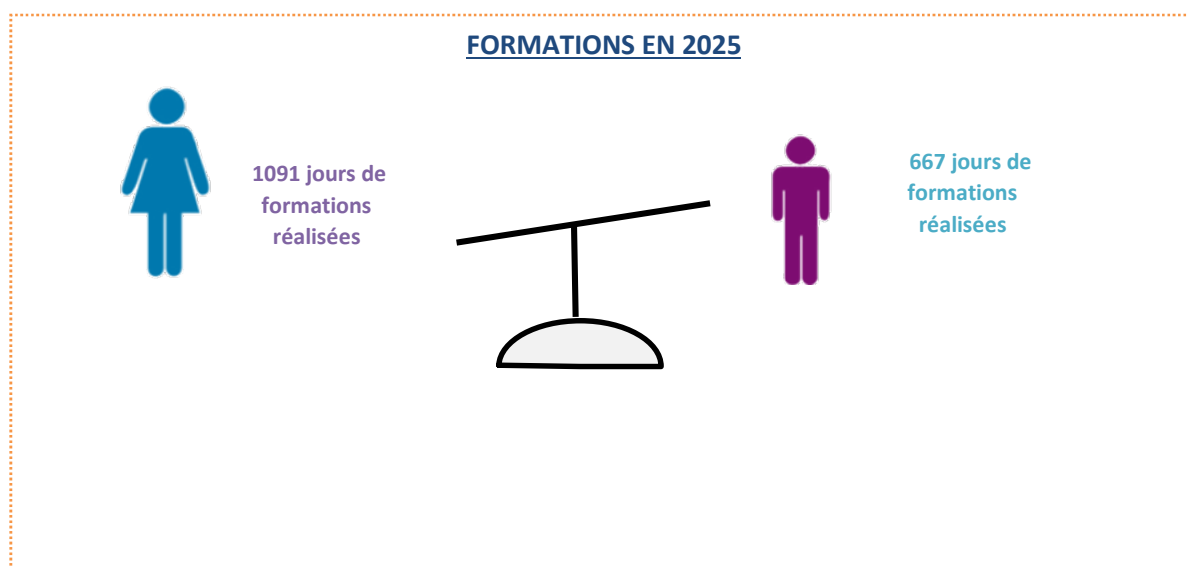 FORMATIONS EN 2025
1091 jours de
formations
réalisées
667 jours de
formations
réalisées